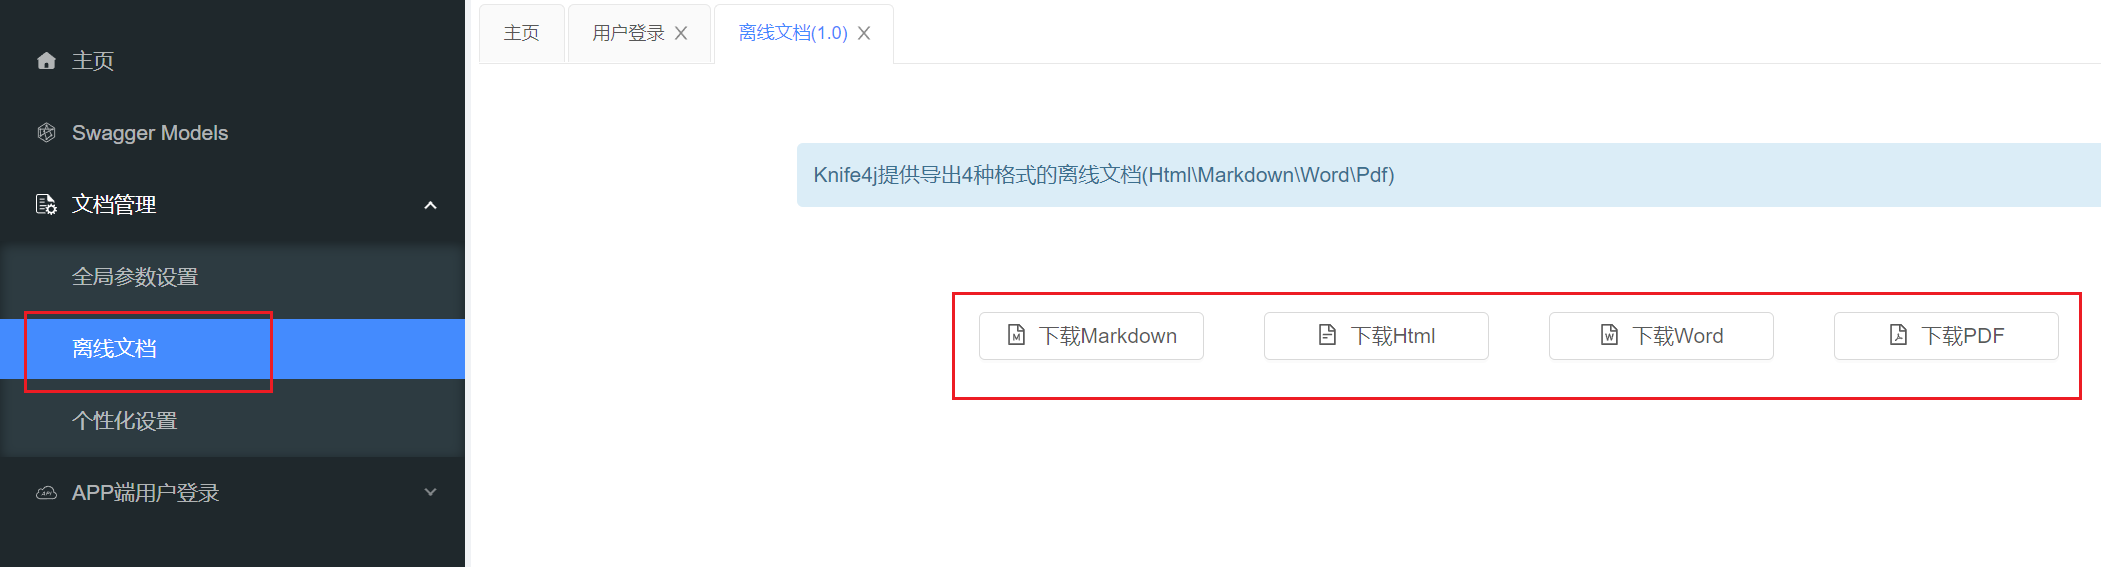 主页
Swagger Models
文档管理
全局参数设置
离线文档
个性化设置
APP端用户登录
主页
用户登录
离线文档(1.0)
Knife4j提供导出4种格式的离线文档(Html\Markdown\Word\Pdf)
下载Markdown
下载Html
下载Word
下载PDF